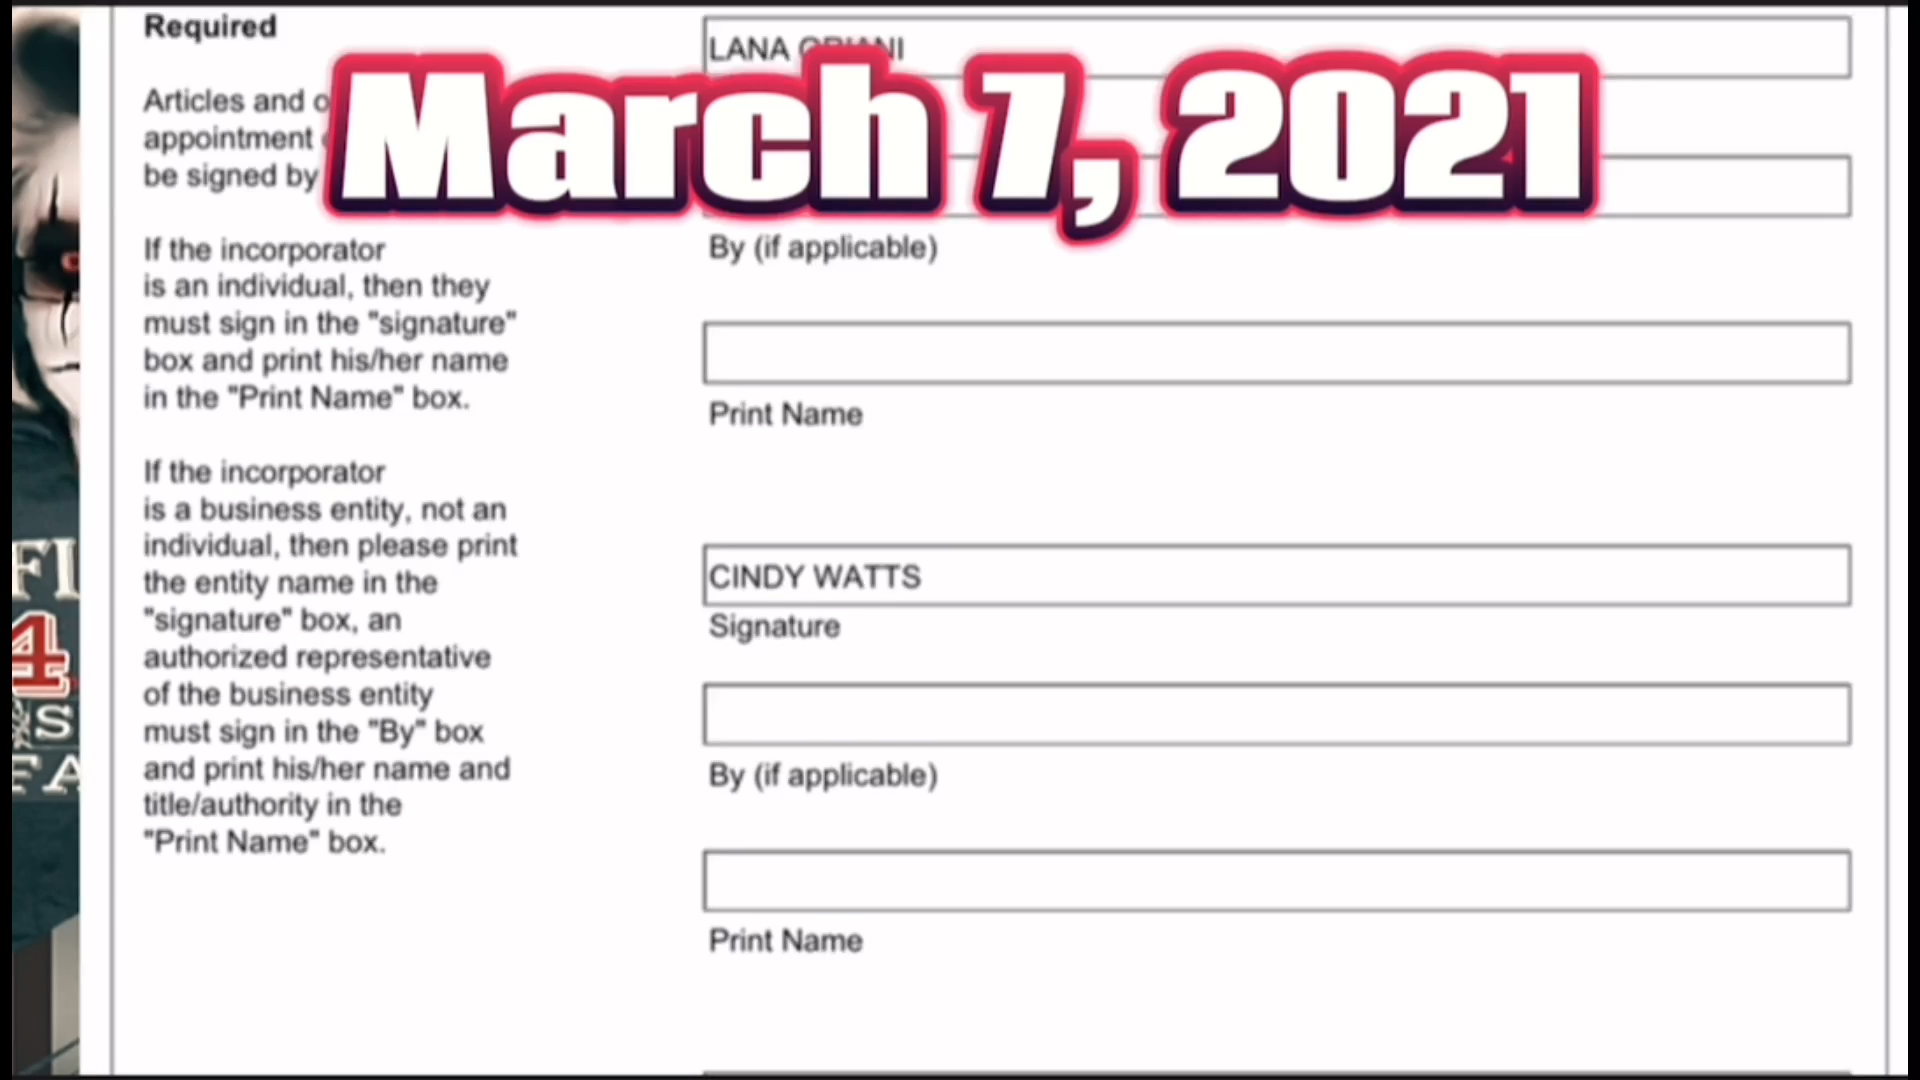 Required
LANA
March 7, 2021
Articles and
appointment
be signed by
By (if applicable)
If the incorporator
is an individual, then they
must sign in the "signature"
box and print his/her name
in the "Print Name" box.
Print Name
If the incorporator
is a business entity, not an
individual, then please print
the entity name in the
"signature" box, an
authorized representative
of the business entity
must sign in the "By" box
and print his/her name and
title/authority in the
"Print Name" box.
CINDY WATTS
Signature
By (if applicable)
Print Name
FI
4
S
FA